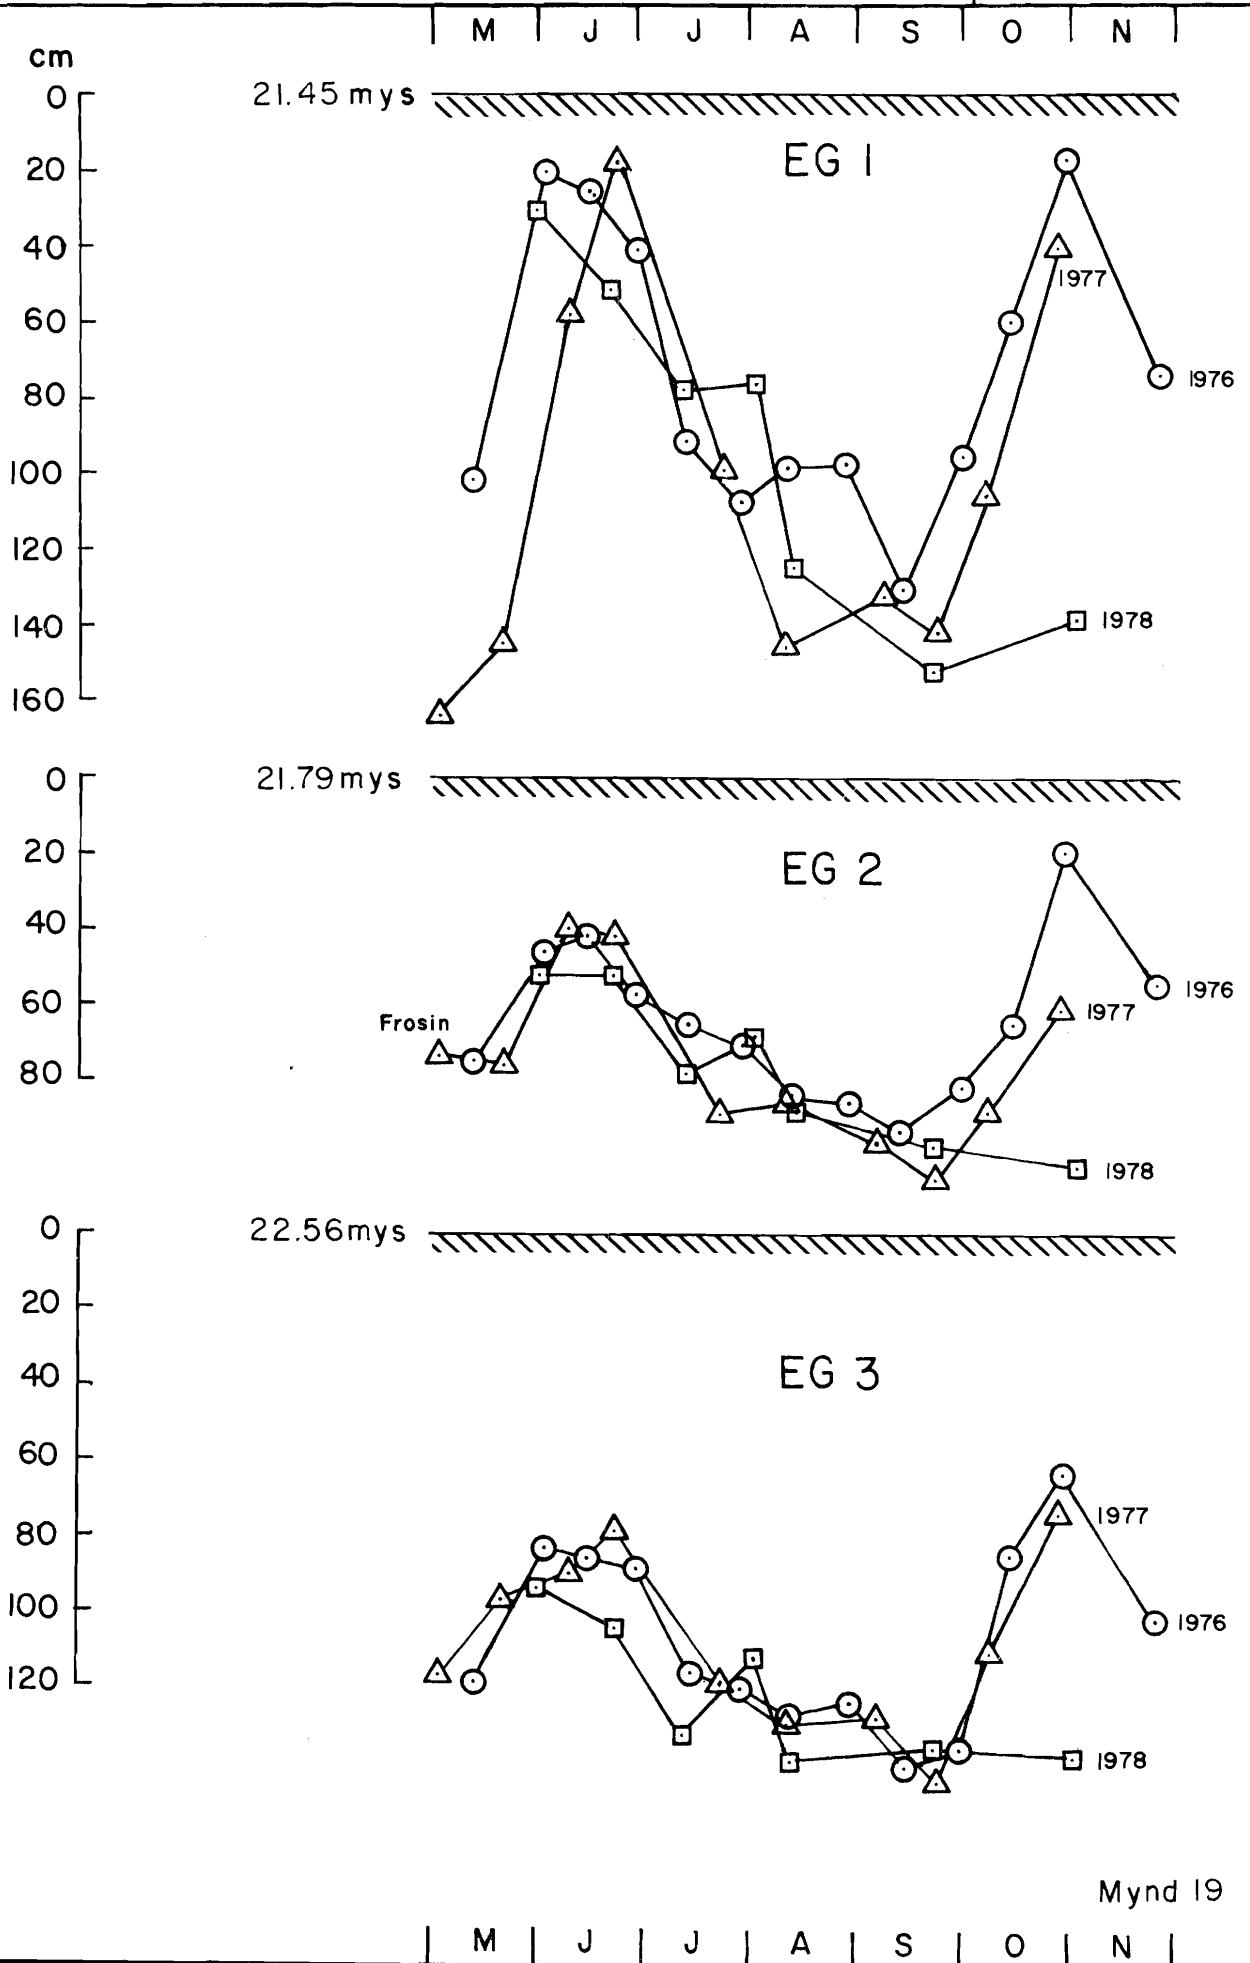 M J J A S O N
cm
0 21.45 mys
EG 1
20
40
1977
60
80 1976
100
120
140 1978
160
0 21.79 mys
20
EG 2
40
60 1976
Frosin 1977
80
1978
0 22.56 mys
20
40 EG 3
60
80 1977
100 1976
120
1978
Mynd 19
M J J A S O N